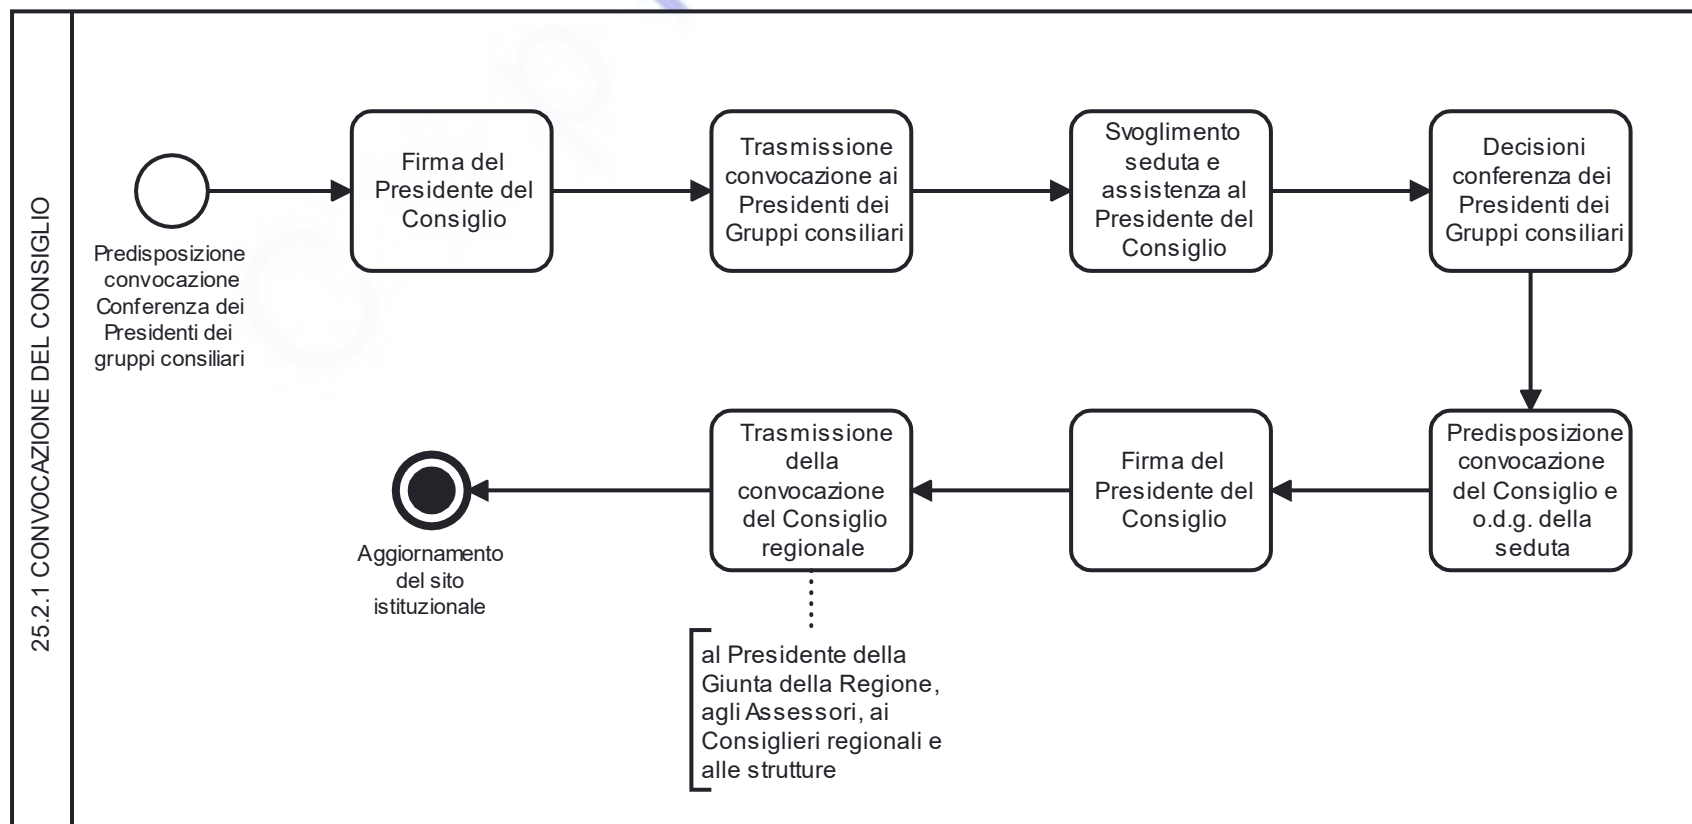 25.2.1 CONVOCAZIONE DEL CONSIGLIO
Predisposizione
convocazione
Conferenza dei
Presidenti dei
gruppi consiliari
Firma del
Presidente del
Consiglio
Trasmissione
convocazione ai
Presidenti dei
Gruppi consiliari
Svoglimento
seduta e
assistenza al
Presidente del
Consiglio
Decisioni
conferenza dei
Presidenti dei
Gruppi consiliari
Predisposizione
convocazione
del Consiglio e
o.d.g. della
seduta
Firma del
Presidente del
Consiglio
Trasmissione
della
convocazione
del Consiglio
regionale
Aggiornamento
del sito
istituzionale
al Presidente della
Giunta della Regione,
agli Assessori, ai
Consiglieri regionali e
alle strutture